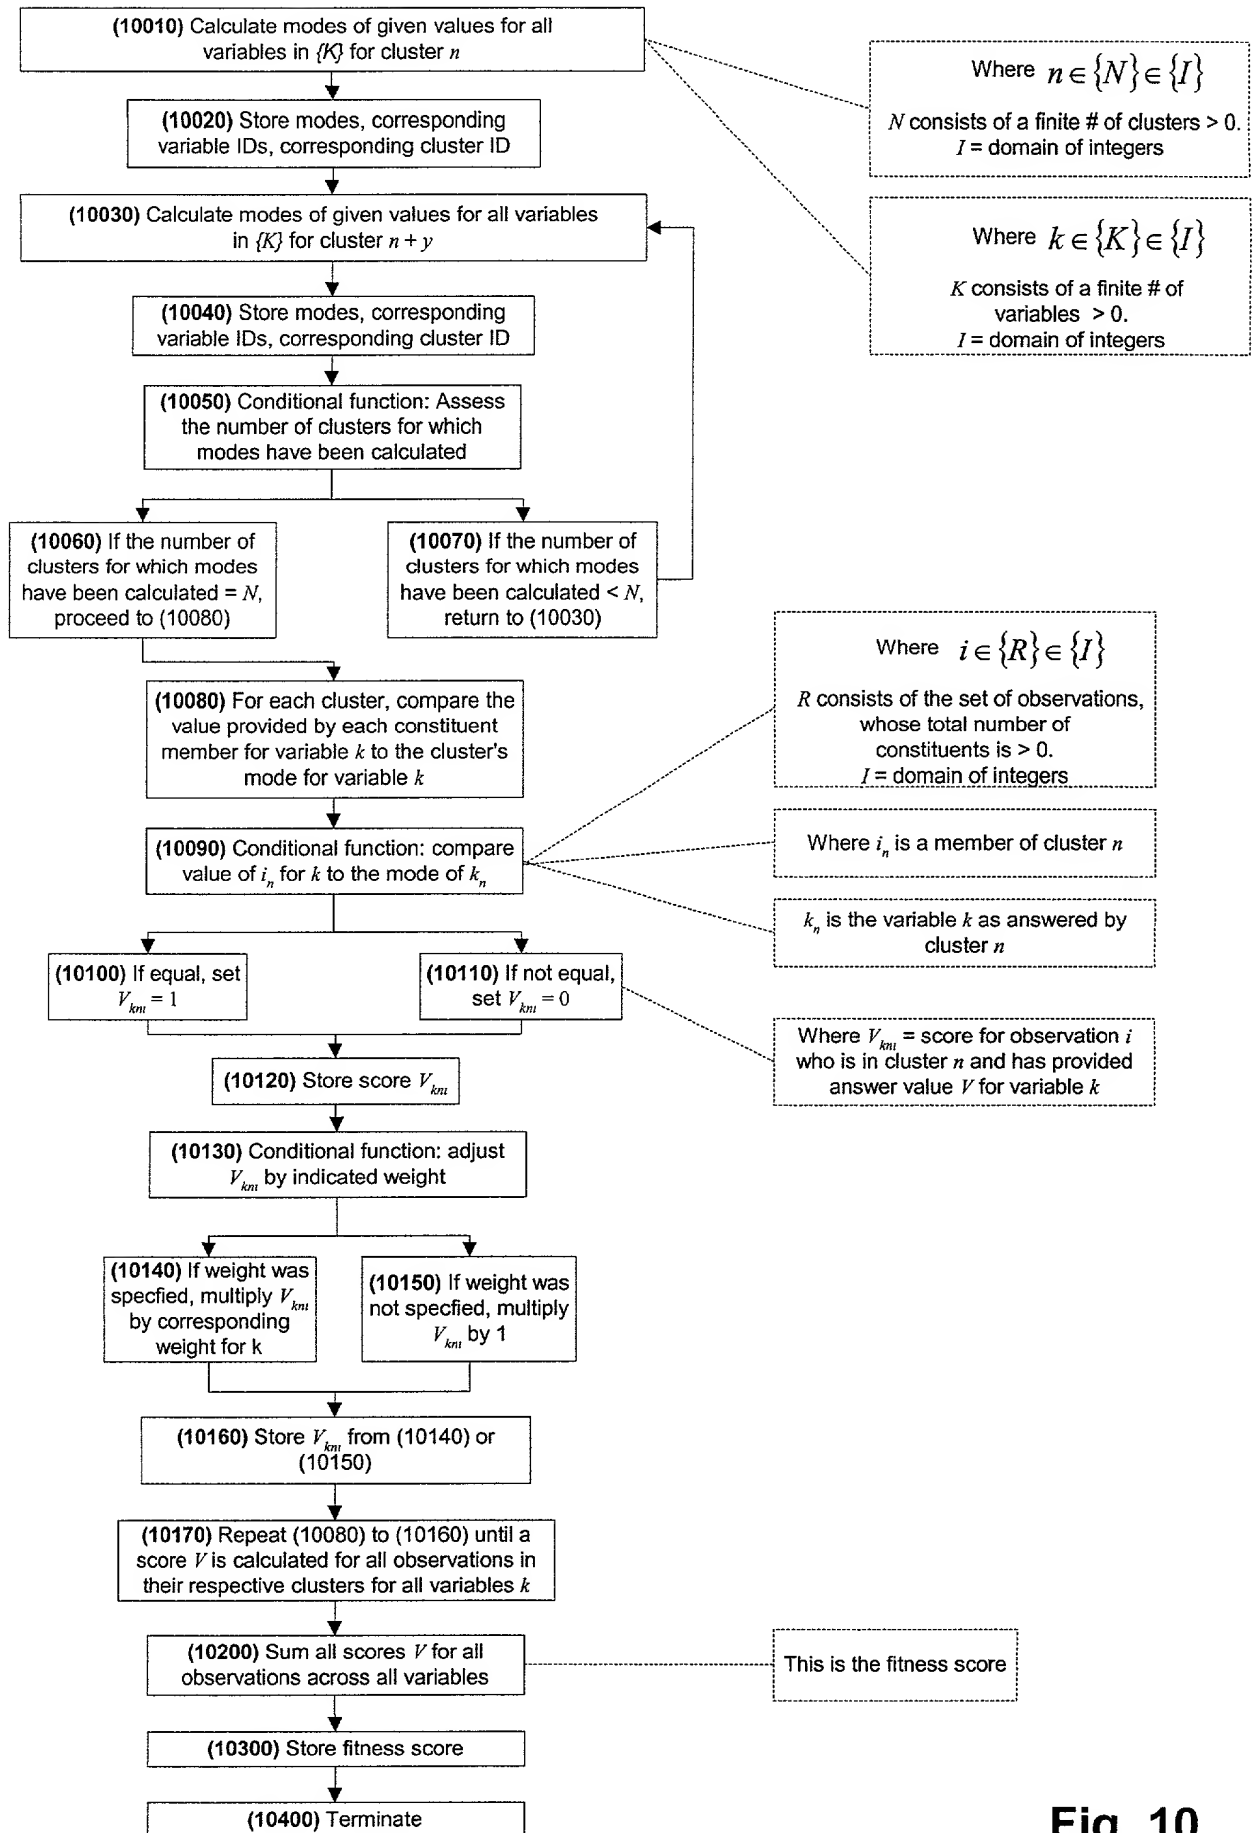 (10010) Calculate modes of given values for all
variables in {K} for cluster n
Where n ∈ {N} ∈ {I}
N consists of a finite # of clusters > 0.
I = domain of integers
(10020) Store modes, corresponding
variable IDs, corresponding cluster ID
(10030) Calculate modes of given values for all variables
in {K} for cluster n + y
Where k ∈ {K} ∈ {I}
K consists of a finite # of
variables > 0.
I = domain of integers
(10040) Store modes, corresponding
variable IDs, corresponding cluster ID
(10050) Conditional function: Assess
the number of clusters for which
modes have been calculated
(10060) If the number of
clusters for which modes
have been calculated = N,
proceed to (10080)
(10070) If the number of
clusters for which modes
have been calculated < N,
return to (10030)
(10080) For each cluster, compare the
value provided by each constituent
member for variable k to the cluster's
mode for variable k
Where i ∈ {R} ∈ {I}
R consists of the set of observations,
whose total number of
constituents is > 0.
I = domain of integers
(10090) Conditional function: compare
value of i_n for k to the mode of k_n
Where i_n is a member of cluster n
k_n is the variable k as answered by
cluster n
(10100) If equal, set
V_kni = 1
(10110) If not equal,
set V_kni = 0
Where V_kni = score for observation i
who is in cluster n and has provided
answer value V for variable k
(10120) Store score V_kni
(10130) Conditional function: adjust
V_kni by indicated weight
(10140) If weight was
specfied, multiply V_kni
by corresponding
weight for k
(10150) If weight was
not specfied, multiply
V_kni by 1
(10160) Store V_kni from (10140) or
(10150)
(10170) Repeat (10080) to (10160) until a
score V is calculated for all observations in
their respective clusters for all variables k
(10200) Sum all scores V for all
observations across all variables
This is the fitness score
(10300) Store fitness score
(10400) Terminate
Fig. 10